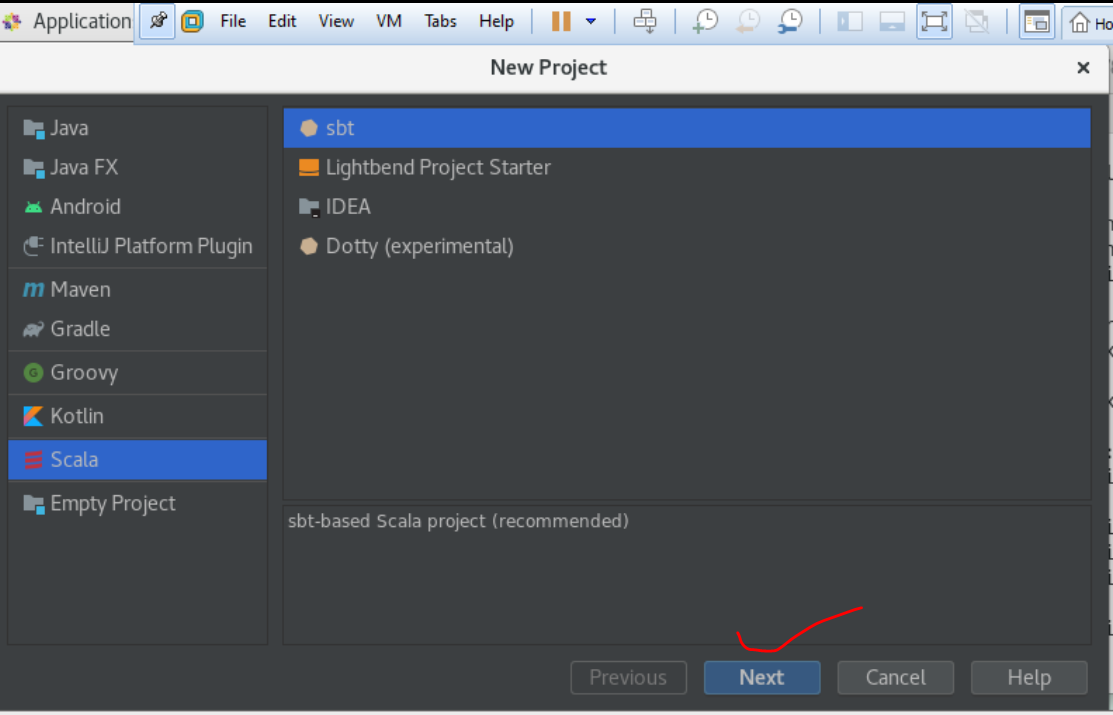 Application File Edit View VM Tabs Help
New Project
Java
Java FX
Android
IntelliJ Platform Plugin
Maven
Gradle
Groovy
Kotlin
Scala
Empty Project
sbt
Lightbend Project Starter
IDEA
Dotty (experimental)
sbt-based Scala project (recommended)
Previous Next Cancel Help